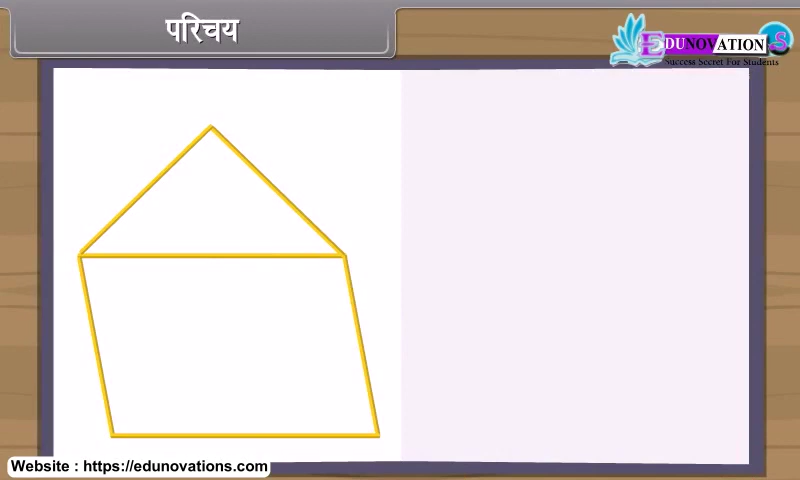 परिचय
EDUNOVATIONS
Success Secret For Students
Website : https://edunovations.com